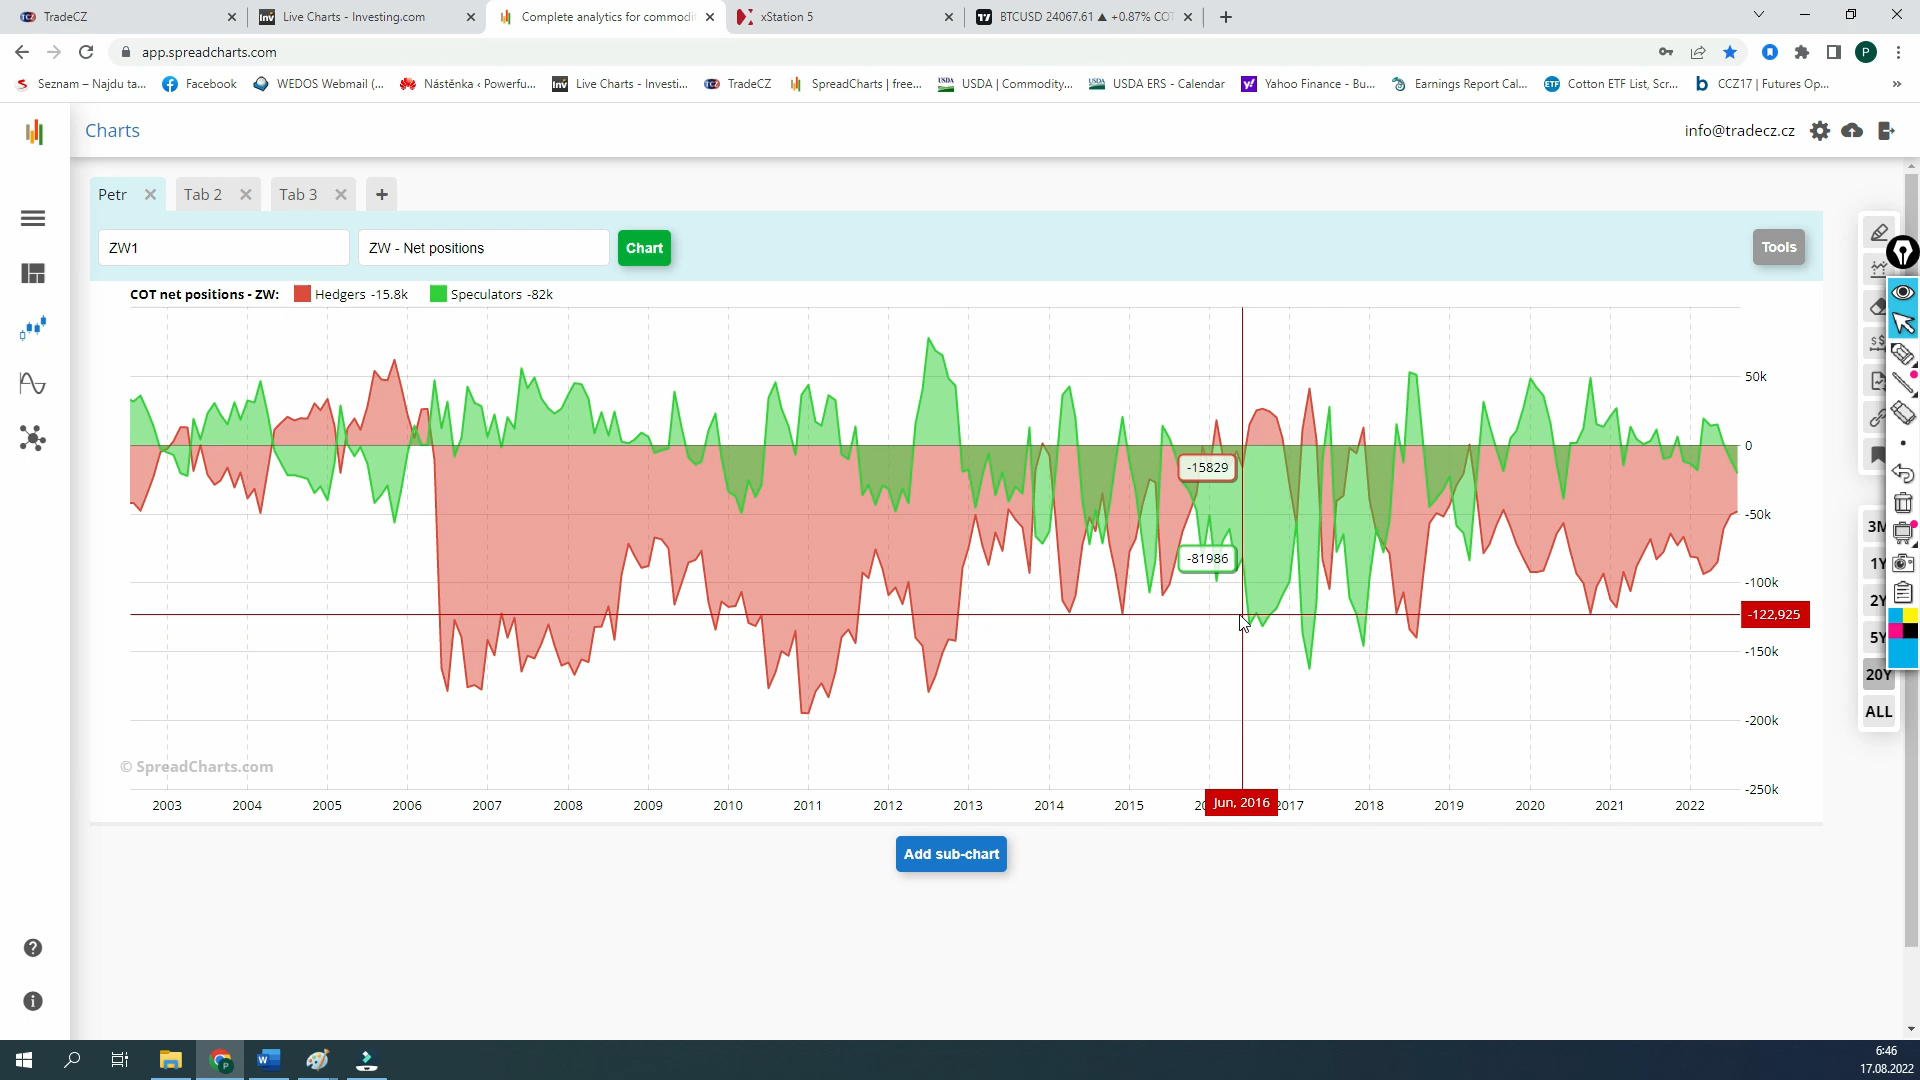 TradeCZ
Live Charts - Investing.com
Complete analytics for commodi
xStation 5
BTCUSD 24067.61 ▲ +0.87% CO
app.spreadcharts.com
Seznam – Najdu ta...
Facebook
WEDOS Webmail (...
Nástěnka ‹ Powerfu...
Live Charts - Investi...
TradeCZ
SpreadCharts | free...
USDA | Commodity...
USDA ERS - Calendar
Yahoo Finance - Bu...
Earnings Report Cal...
Cotton ETF List, Scr...
CCZ17 | Futures Op...
»
Charts
info@tradecz.cz
Petr
Tab 2
Tab 3
ZW1
ZW - Net positions
Chart
Tools
COT net positions - ZW: Hedgers -15.8k Speculators -82k
50k
0
-15829
-50k
-81986
-100k
-122,925
-150k
-200k
-250k
© SpreadCharts.com
2003 2004 2005 2006 2007 2008 2009 2010 2011 2012 2013 2014 2015 Jun, 2016 2017 2018 2019 2020 2021 2022
3M
1Y
2Y
5Y
20Y
ALL
Add sub-chart
6:46
17.08.2022